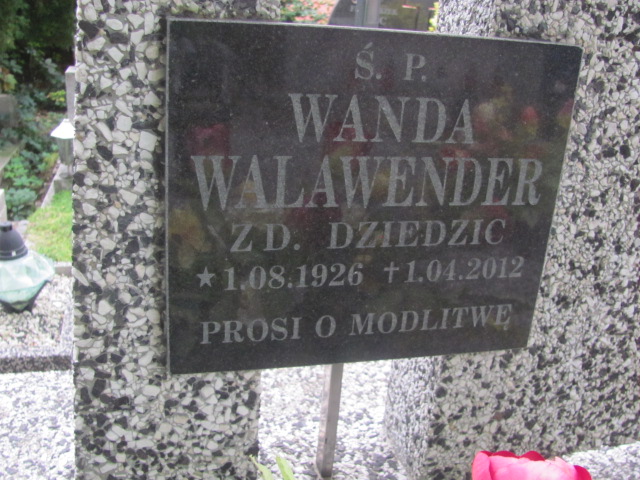 Ś. P.
WANDA
WALAWENDER
ZD. DZIEDZIC
★1.08.1926 ✝1.04.2012
PROSI O MODLITWĘ